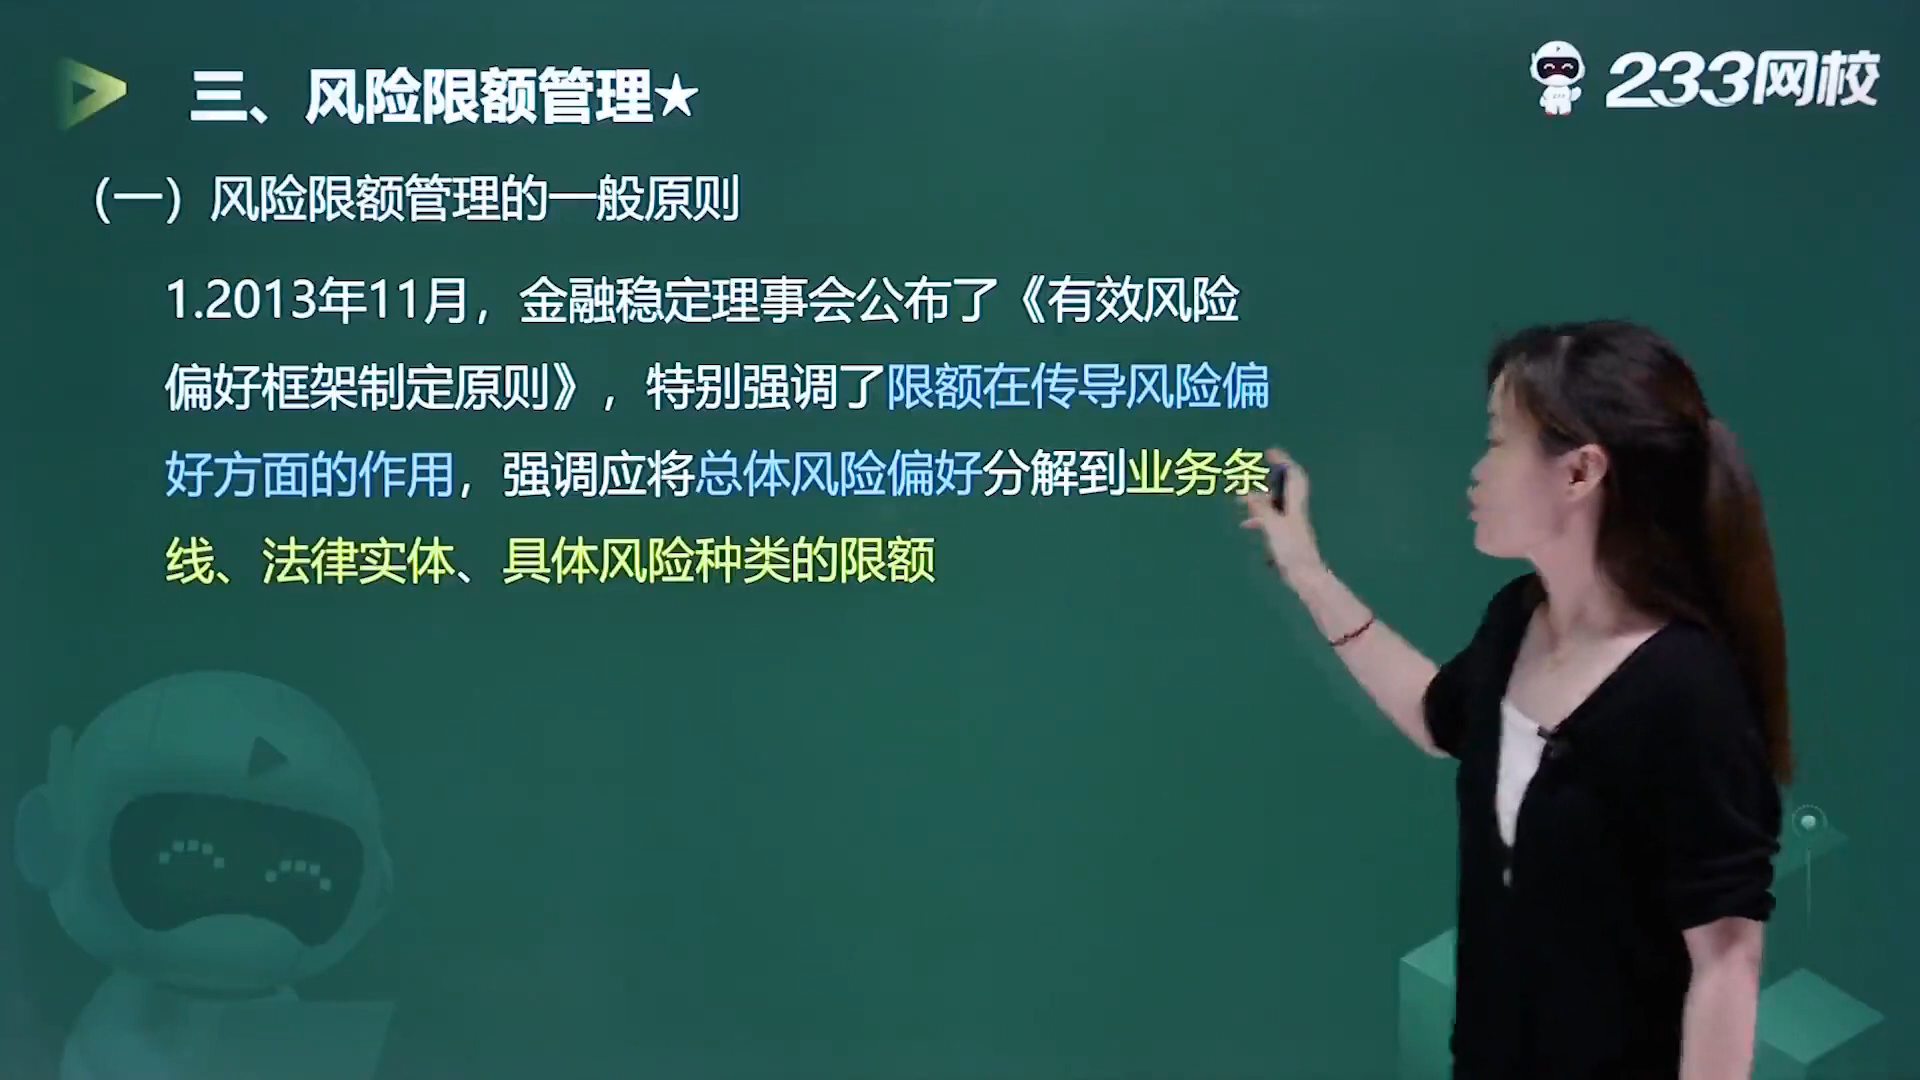 三、风险限额管理★
233网校
（一）风险限额管理的一般原则
1.2013年11月，金融稳定理事会公布了《有效风险
偏好框架制定原则》，特别强调了限额在传导风险偏
好方面的作用，强调应将总体风险偏好分解到业务条
线、法律实体、具体风险种类的限额